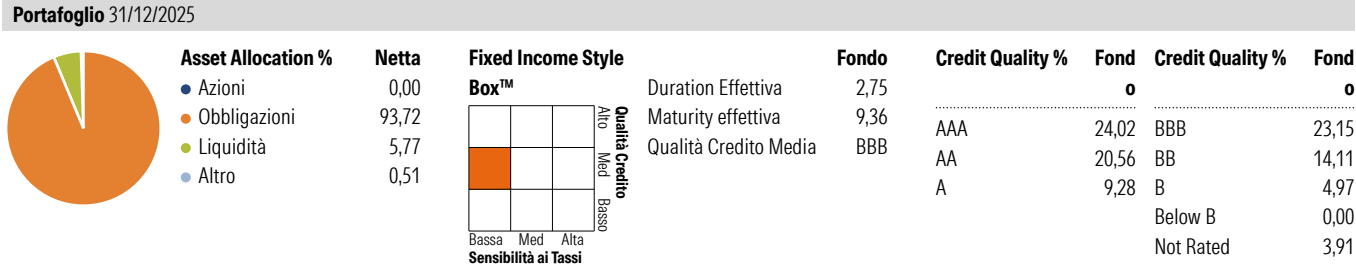 Portafoglio 31/12/2025
Asset Allocation % Netta
Azioni 0,00
Obbligazioni 93,72
Liquidità 5,77
Altro 0,51
Fixed Income Style
Box™
Alto Med Basso
Qualità Credito
Bassa Med Alta
Sensibilità ai Tassi
Fondo
Duration Effettiva 2,75
Maturity effettiva 9,36
Qualità Credito Media BBB
Credit Quality % Fond
o
AAA 24,02
AA 20,56
A 9,28
Credit Quality % Fond
o
BBB 23,15
BB 14,11
B 4,97
Below B 0,00
Not Rated 3,91